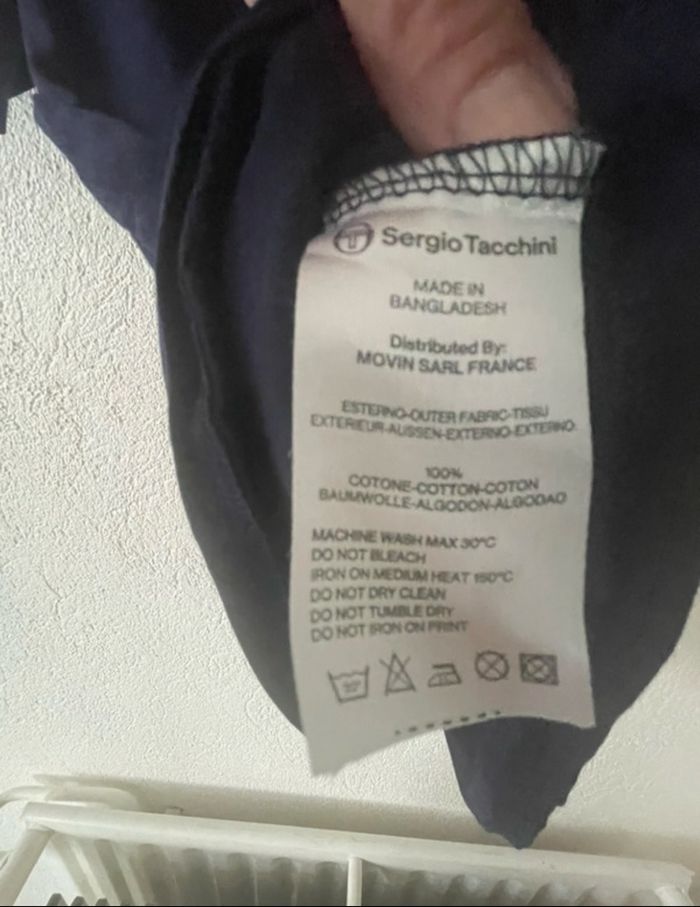 Sergio Tacchini
MADE IN
BANGLADESH
Distributed By:
MOVIN SARL FRANCE
ESTERNO-OUTER FABRIC-TISSU
EXTERIEUR-AUSSEN-EXTERNO-EXTERNO
100%
COTONE-COTTON-COTON
BAUMWOLLE-ALGODON-ALGODAO
MACHINE WASH MAX 30°C
DO NOT BLEACH
IRON ON MEDIUM HEAT 150°C
DO NOT DRY CLEAN
DO NOT TUMBLE DRY
DO NOT IRON ON PRINT